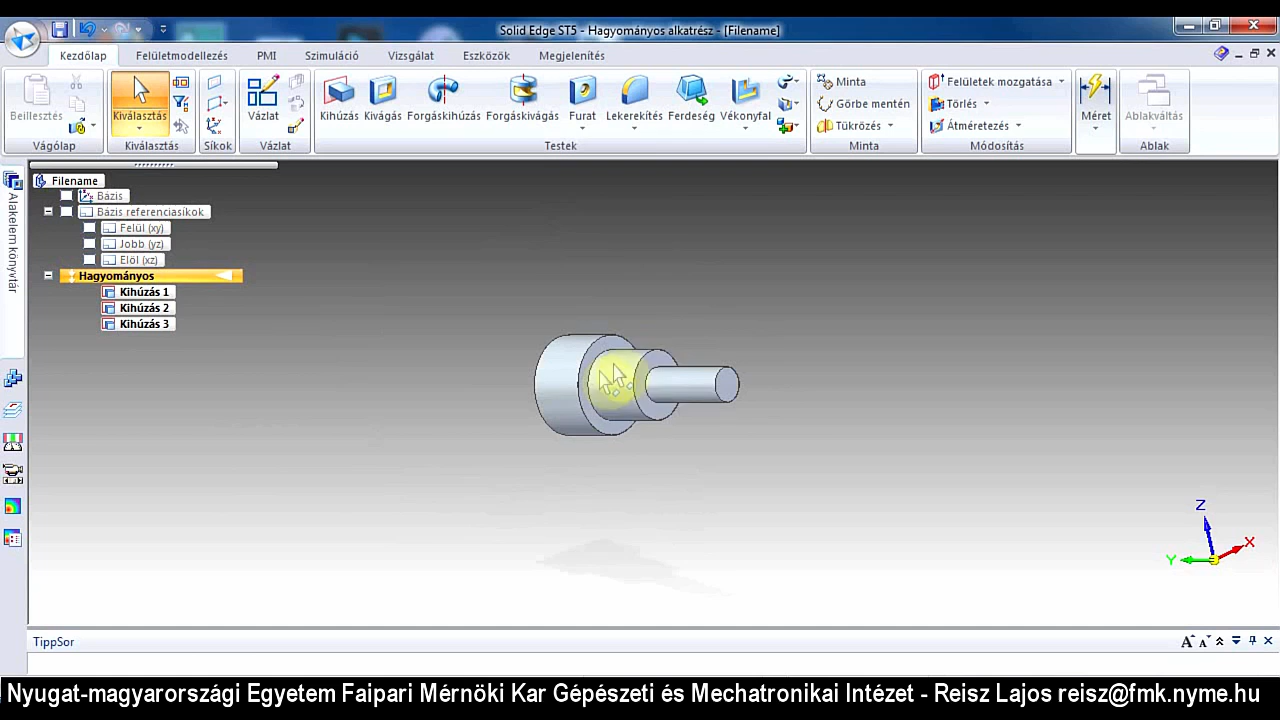 Solid Edge ST5 - Hagyományos alkatrész - [Filename]
Kezdőlap Felületmodellezés PMI Szimuláció Vizsgálat Eszközök Megjelenítés
Beillesztés Kiválasztás Vázlat Kihúzás Kivágás Forgáskihúzás Forgáskivágás Furat Lekerekítés Ferdeség Vékonyfal Minta Felületek mozgatása Méret Ablakváltás
Görbe mentén Törlés
Tükrözés Átméretezés
Vágólap Kiválasztás Síkok Vázlat Testek Minta Módosítás Ablak
Alakelem könyvtár
Filename
Bázis
Bázis referenciasíkok
Felül (xy)
Jobb (yz)
Elöl (xz)
Hagyományos
Kihúzás 1
Kihúzás 2
Kihúzás 3
Z
X
Y
TippSor
Nyugat-magyarországi Egyetem Faipari Mérnöki Kar Gépészeti és Mechatronikai Intézet - Reisz Lajos reisz@fmk.nyme.hu